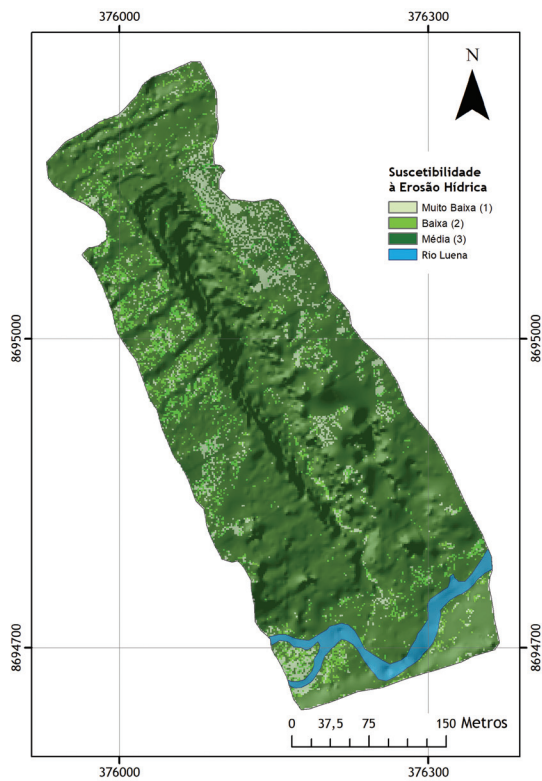 376000 376300
N
Suscetibilidade
à Erosão Hídrica
Muito Baixa (1)
Baixa (2)
Média (3)
Rio Luena
8695000 8695000
8694700 8694700
0 37,5 75 150 Metros
376000 376300